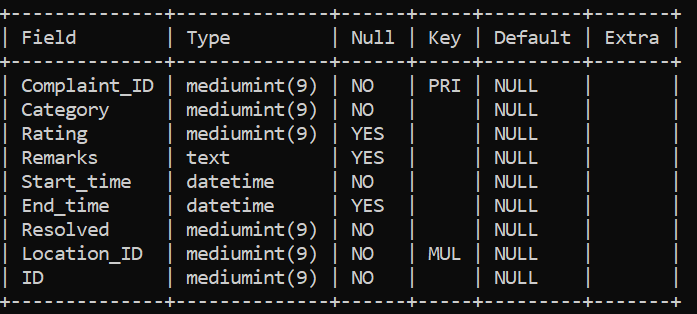 +--------------+--------------+------+-----+---------+-------+
| Field        | Type         | Null | Key | Default | Extra |
+--------------+--------------+------+-----+---------+-------+
| Complaint_ID | mediumint(9) | NO   | PRI | NULL    |       |
| Category     | mediumint(9) | NO   |     | NULL    |       |
| Rating       | mediumint(9) | YES  |     | NULL    |       |
| Remarks      | text         | YES  |     | NULL    |       |
| Start_time   | datetime     | NO   |     | NULL    |       |
| End_time     | datetime     | YES  |     | NULL    |       |
| Resolved     | mediumint(9) | NO   |     | NULL    |       |
| Location_ID  | mediumint(9) | NO   | MUL | NULL    |       |
| ID           | mediumint(9) | NO   |     | NULL    |       |
+--------------+--------------+------+-----+---------+-------+